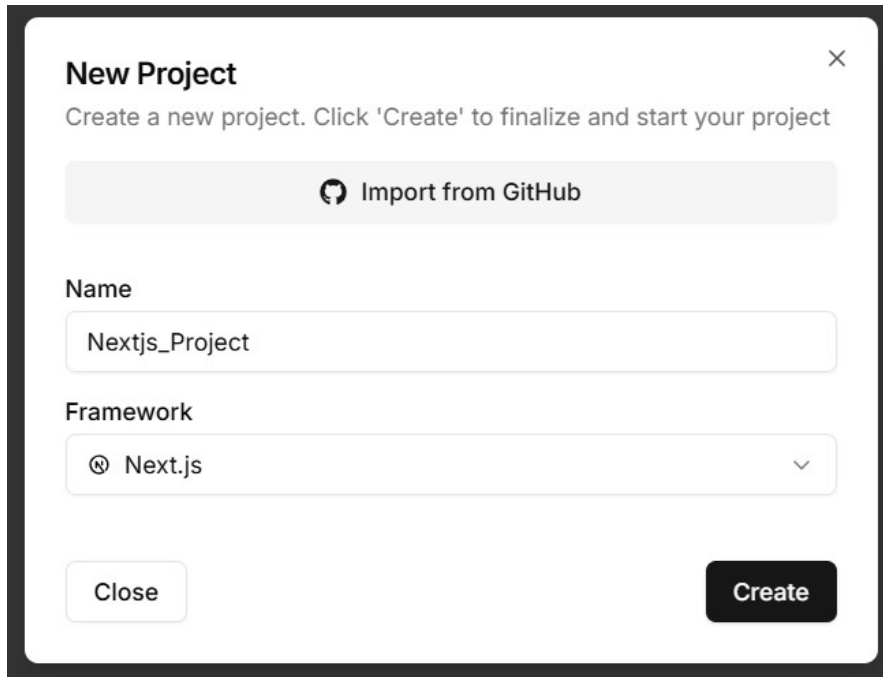 New Project
Create a new project. Click 'Create' to finalize and start your project
Import from GitHub
Name
Nextjs_Project
Framework
Next.js
Close
Create